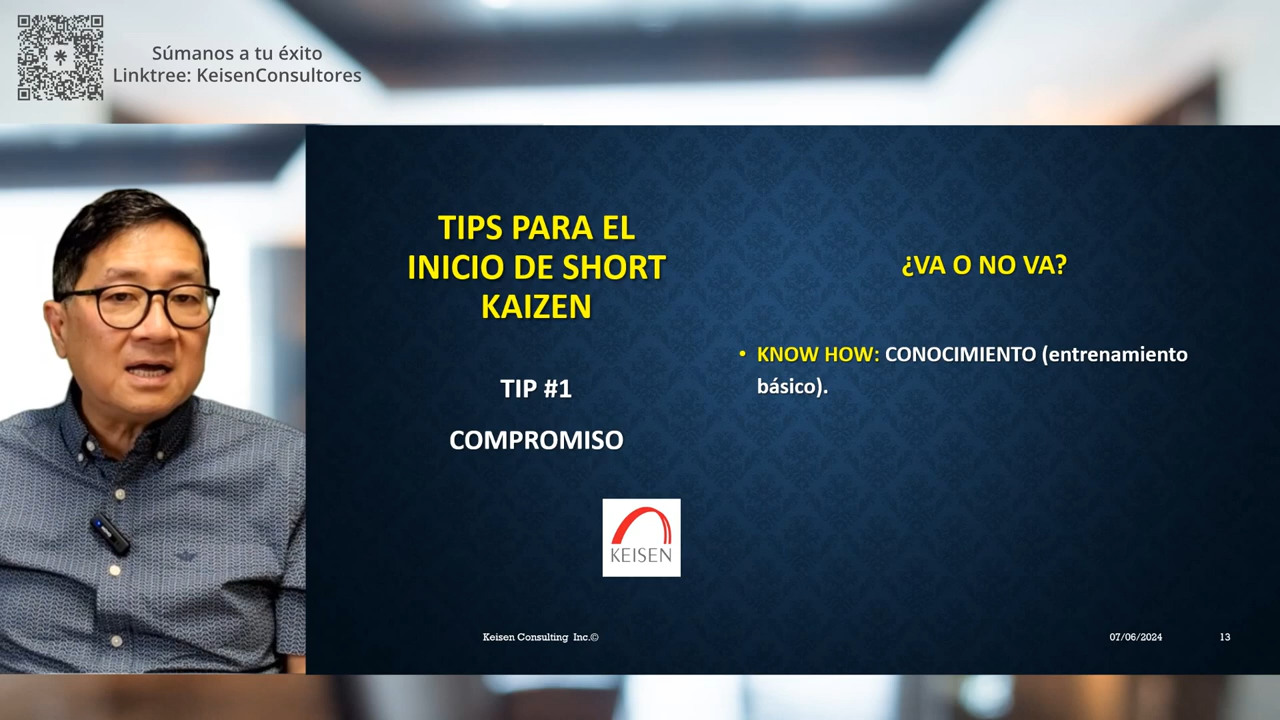 Súmanos a tu éxito
Linktree: KeisenConsultores
TIPS PARA EL
INICIO DE SHORT
KAIZEN
TIP #1
COMPROMISO
KEISEN
¿VA O NO VA?
• KNOW HOW: CONOCIMIENTO (entrenamiento
básico).
Keisen Consulting Inc.©
07/06/2024
13